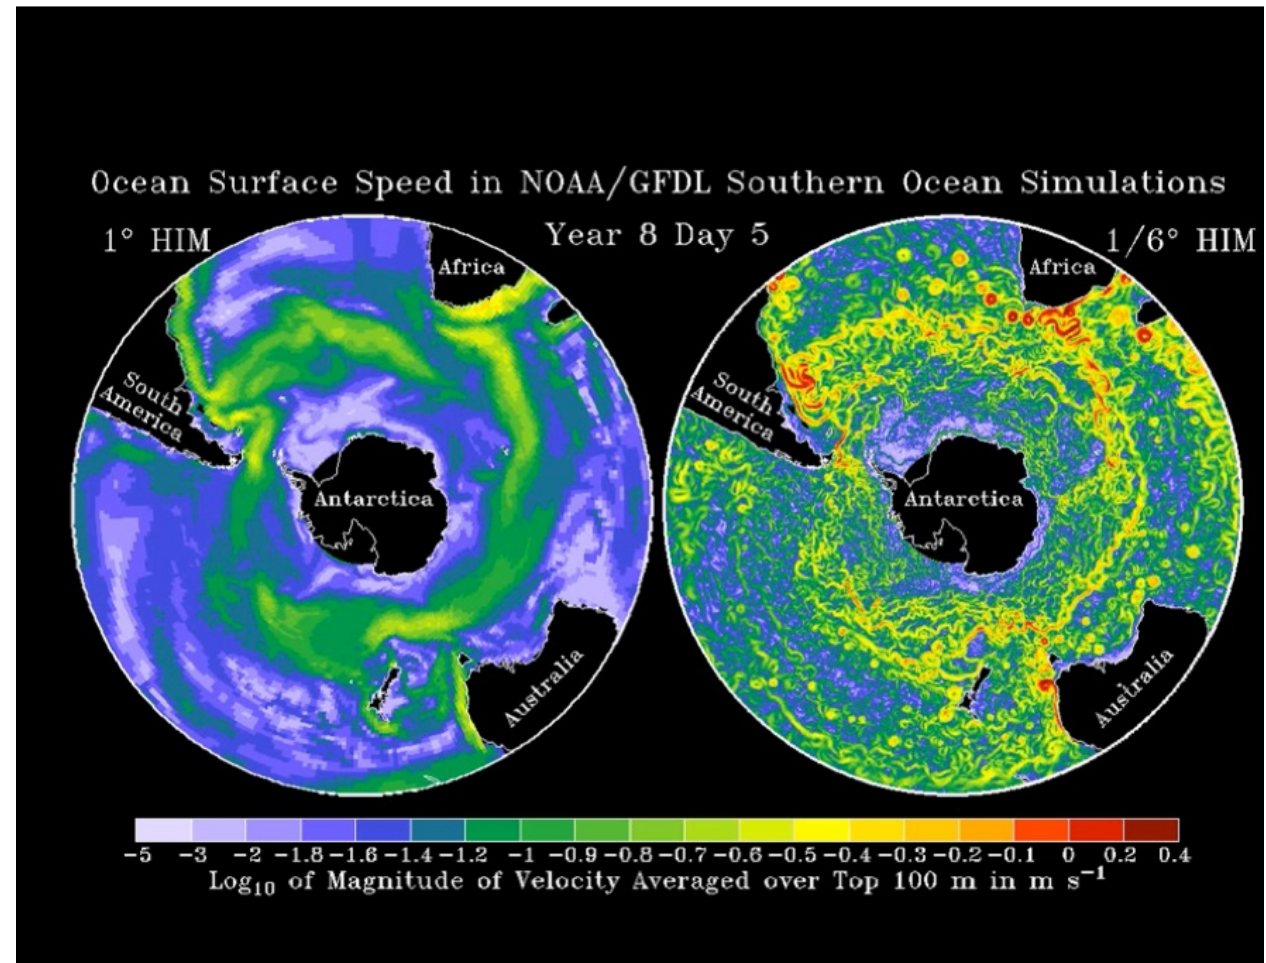 Ocean Surface Speed in NOAA/GFDL Southern Ocean Simulations
1° HIM
Year 8 Day 5
1/6° HIM
Africa
South
America
Antarctica
Australia
Africa
South
America
Antarctica
Australia
-5 -3 -2 -1.8 -1.6 -1.4 -1.2 -1 -0.9 -0.8 -0.7 -0.6 -0.5 -0.4 -0.3 -0.2 -0.1 0 0.2 0.4
Log₁₀ of Magnitude of Velocity Averaged over Top 100 m in m s⁻¹